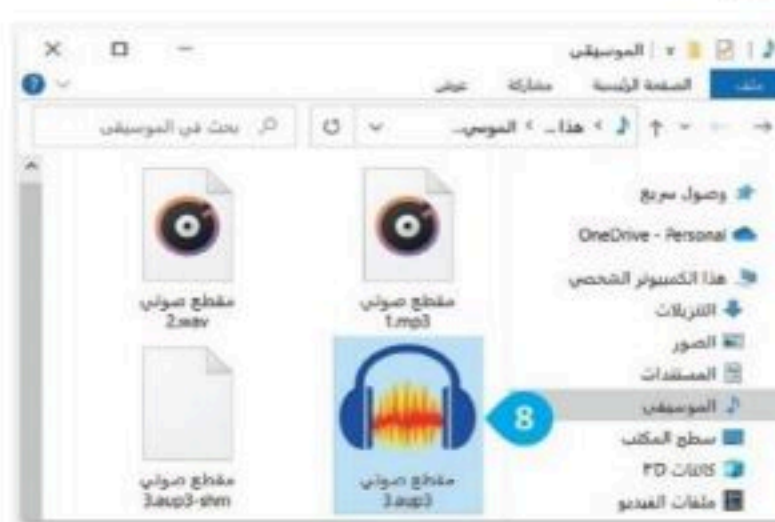 الموسيقى
ملف الصفحة الرئيسية مشاركة عرض
هذا... > الموسي...
بحث في الموسيقى
وصول سريع
OneDrive - Personal
هذا الكمبيوتر الشخصي
التنزيلات
الصور
المستندات
الموسيقى
سطح المكتب
كائنات 3D
ملفات الفيديو
مقطع صوتي
1.mp3
مقطع صوتي
2.wav
8
مقطع صوتي
3.aup3
مقطع صوتي
3.aup3-shm